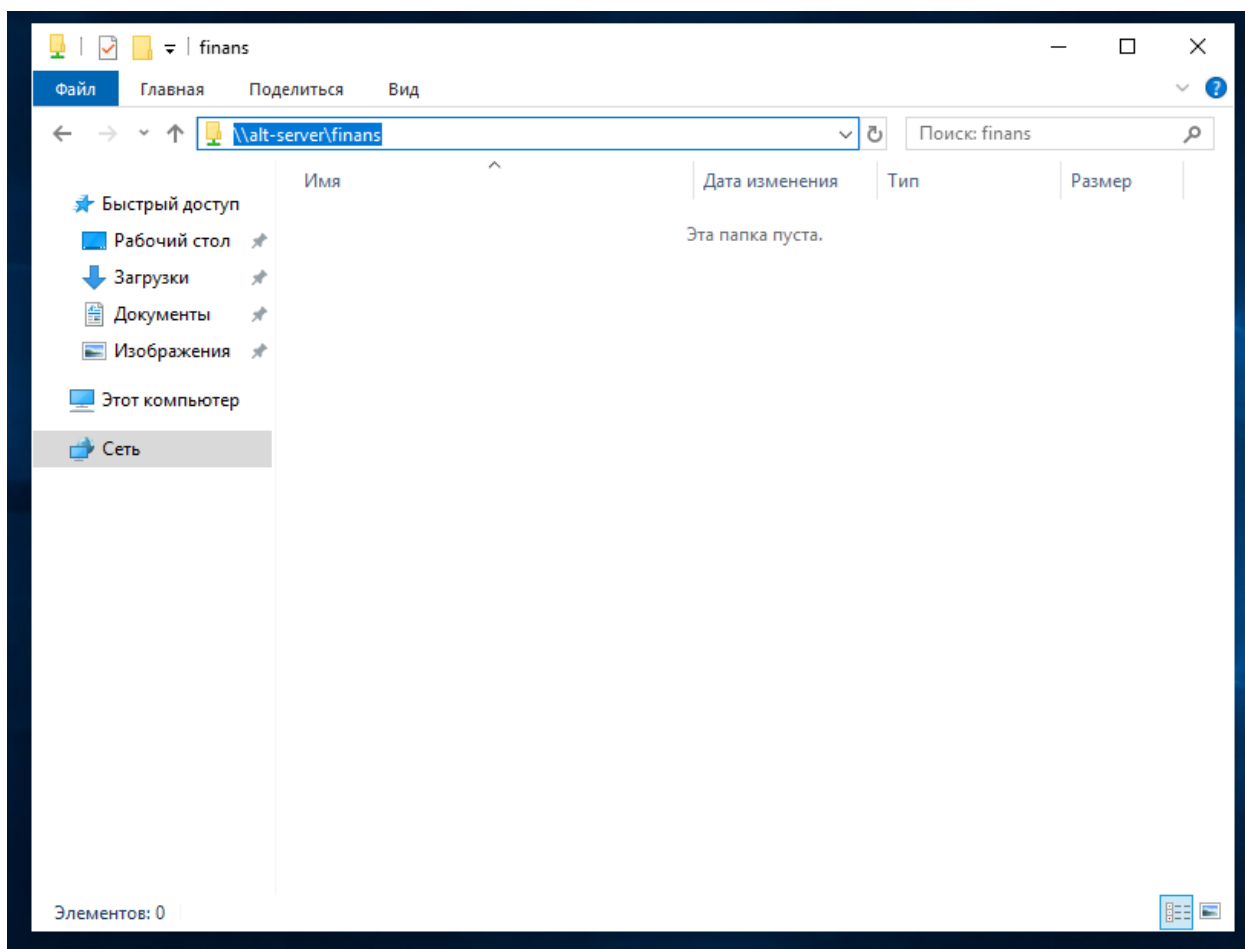 finans
Файл Главная Поделиться Вид
\\alt-server\finans Поиск: finans
Имя Дата изменения Тип Размер
Эта папка пуста.
Быстрый доступ
Рабочий стол
Загрузки
Документы
Изображения
Этот компьютер
Сеть
Элементов: 0